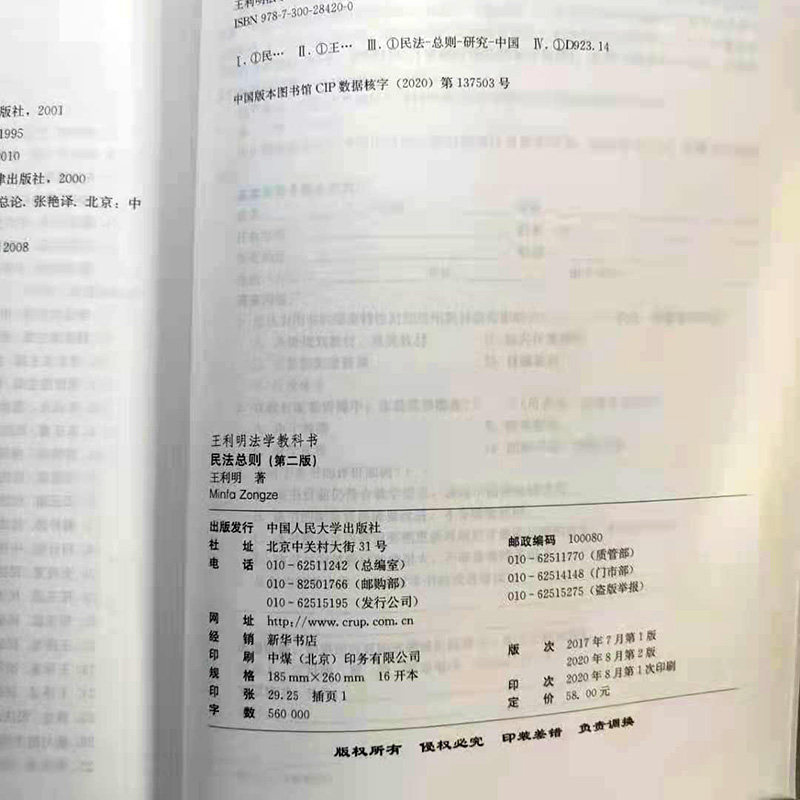 版社，2001
1995
2010
律出版社，2000
总论. 张艳译. 北京：中
2008
ISBN 978-7-300-28420-0
Ⅰ. ①民… Ⅱ. ①王… Ⅲ. ①民法-总则-研究-中国 Ⅳ. ①D923.14
中国版本图书馆 CIP 数据核字（2020）第 137503 号
王利明法学教科书
民法总则（第二版）
王利明 著
Minfa Zongze
出版发行 中国人民大学出版社
社 址 北京中关村大街 31 号 邮政编码 100080
电 话 010-62511242（总编室） 010-62511770（质管部）
010-82501766（邮购部） 010-62514148（门市部）
010-62515195（发行公司） 010-62515275（盗版举报）
网 址 http://www.crup.com.cn
经 销 新华书店
印 刷 中煤（北京）印务有限公司 版 次 2017 年 7 月第 1 版
规 格 185 mm×260 mm 16 开本 2020 年 8 月第 2 版
印 张 29.25 插页 1 印 次 2020 年 8 月第 1 次印刷
字 数 560 000 定 价 58.00 元
版权所有 侵权必究 印装差错 负责调换